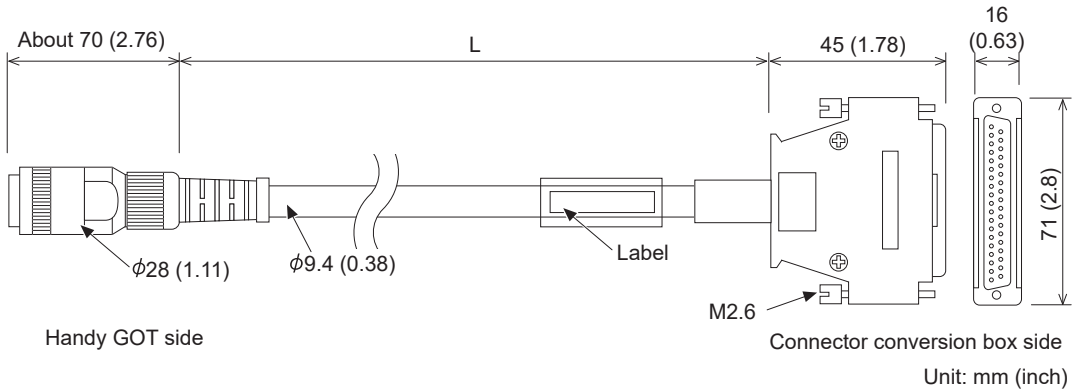 About 70 (2.76)
L
45 (1.78)
16
(0.63)
71 (2.8)
ϕ28 (1.11)
ϕ9.4 (0.38)
Label
M2.6
Handy GOT side
Connector conversion box side
Unit: mm (inch)